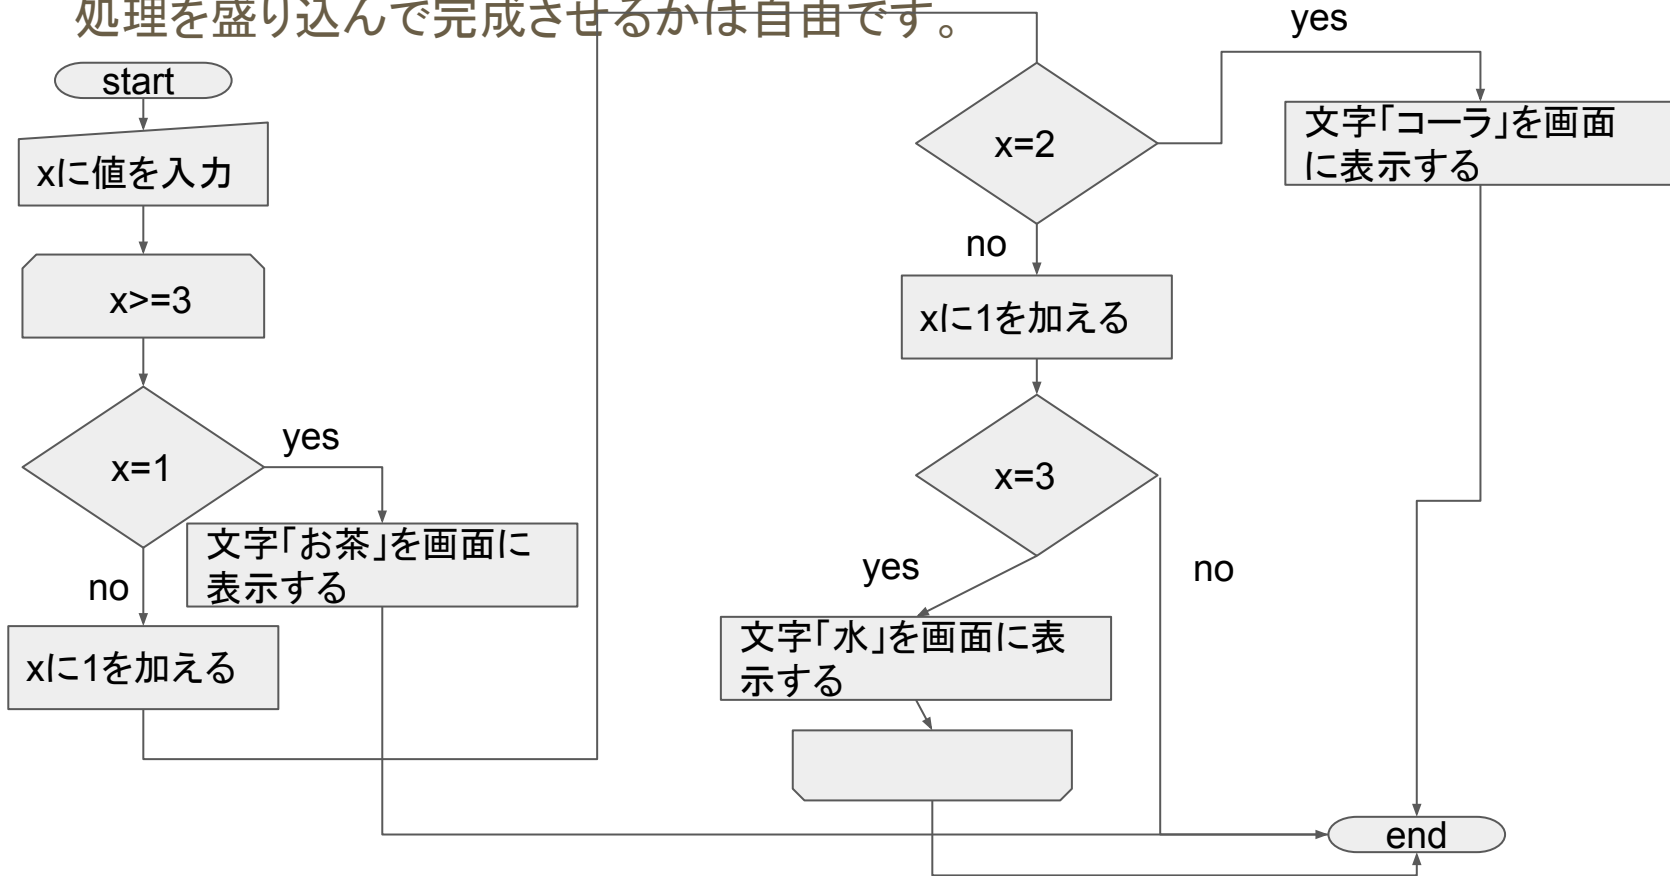 処理を盛り込んで完成させるかは自由です。
start
xに値を入力
x>=3
x=1
yes
文字「お茶」を画面に
表示する
no
xに1を加える
x=2
yes
文字「コーラ」を画面
に表示する
no
xに1を加える
x=3
yes
no
文字「水」を画面に表
示する
end